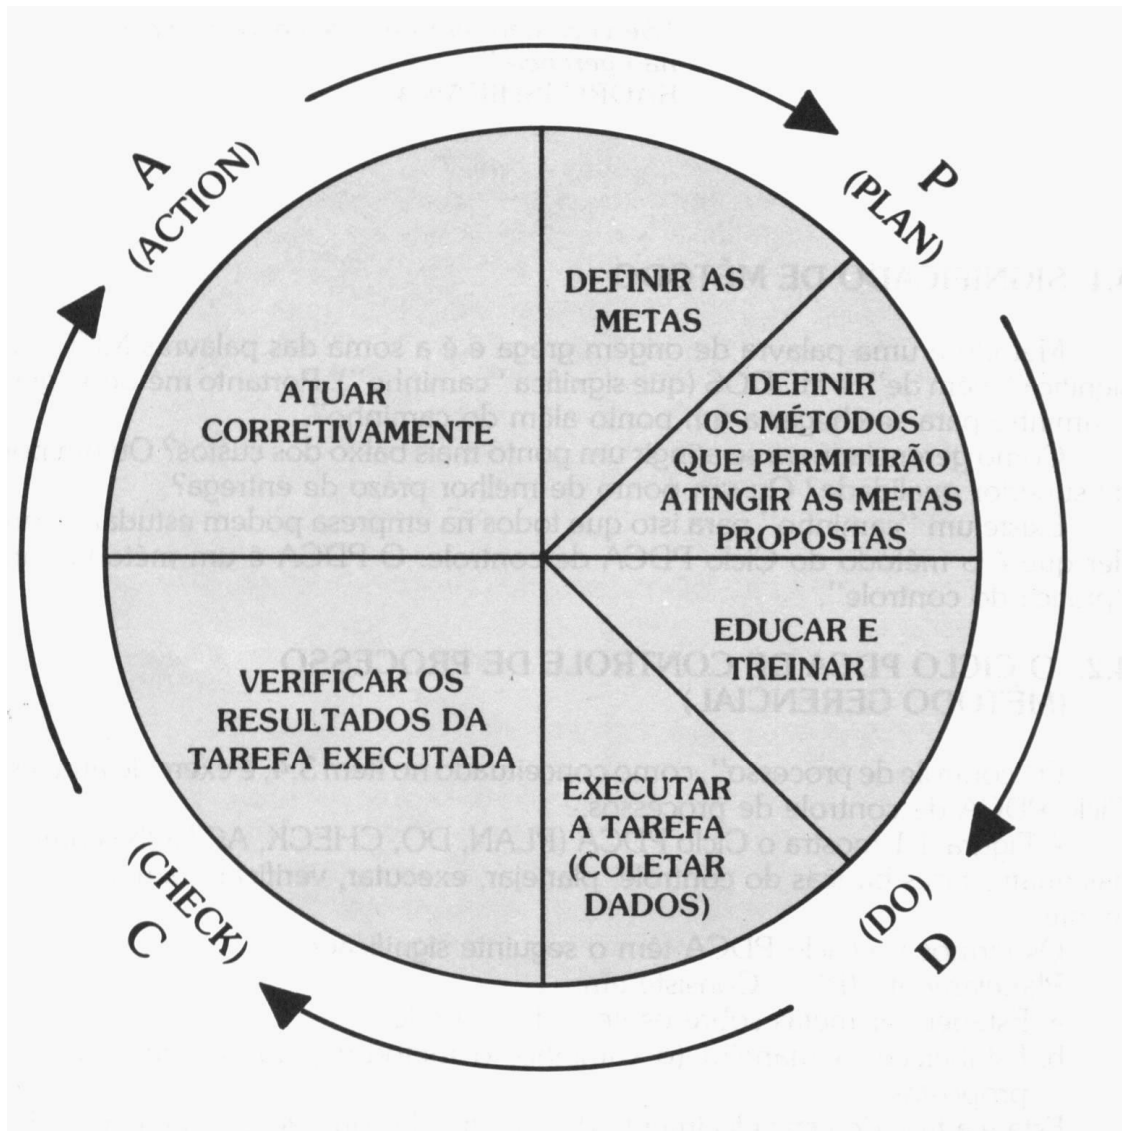 A
(ACTION)
P
(PLAN)
DEFINIR AS
METAS
DEFINIR
OS MÉTODOS
QUE PERMITIRÃO
ATINGIR AS METAS
PROPOSTAS
EDUCAR E
TREINAR
EXECUTAR
A TAREFA
(COLETAR
DADOS)
(DO)
D
VERIFICAR OS
RESULTADOS DA
TAREFA EXECUTADA
(CHECK)
C
ATUAR
CORRETIVAMENTE